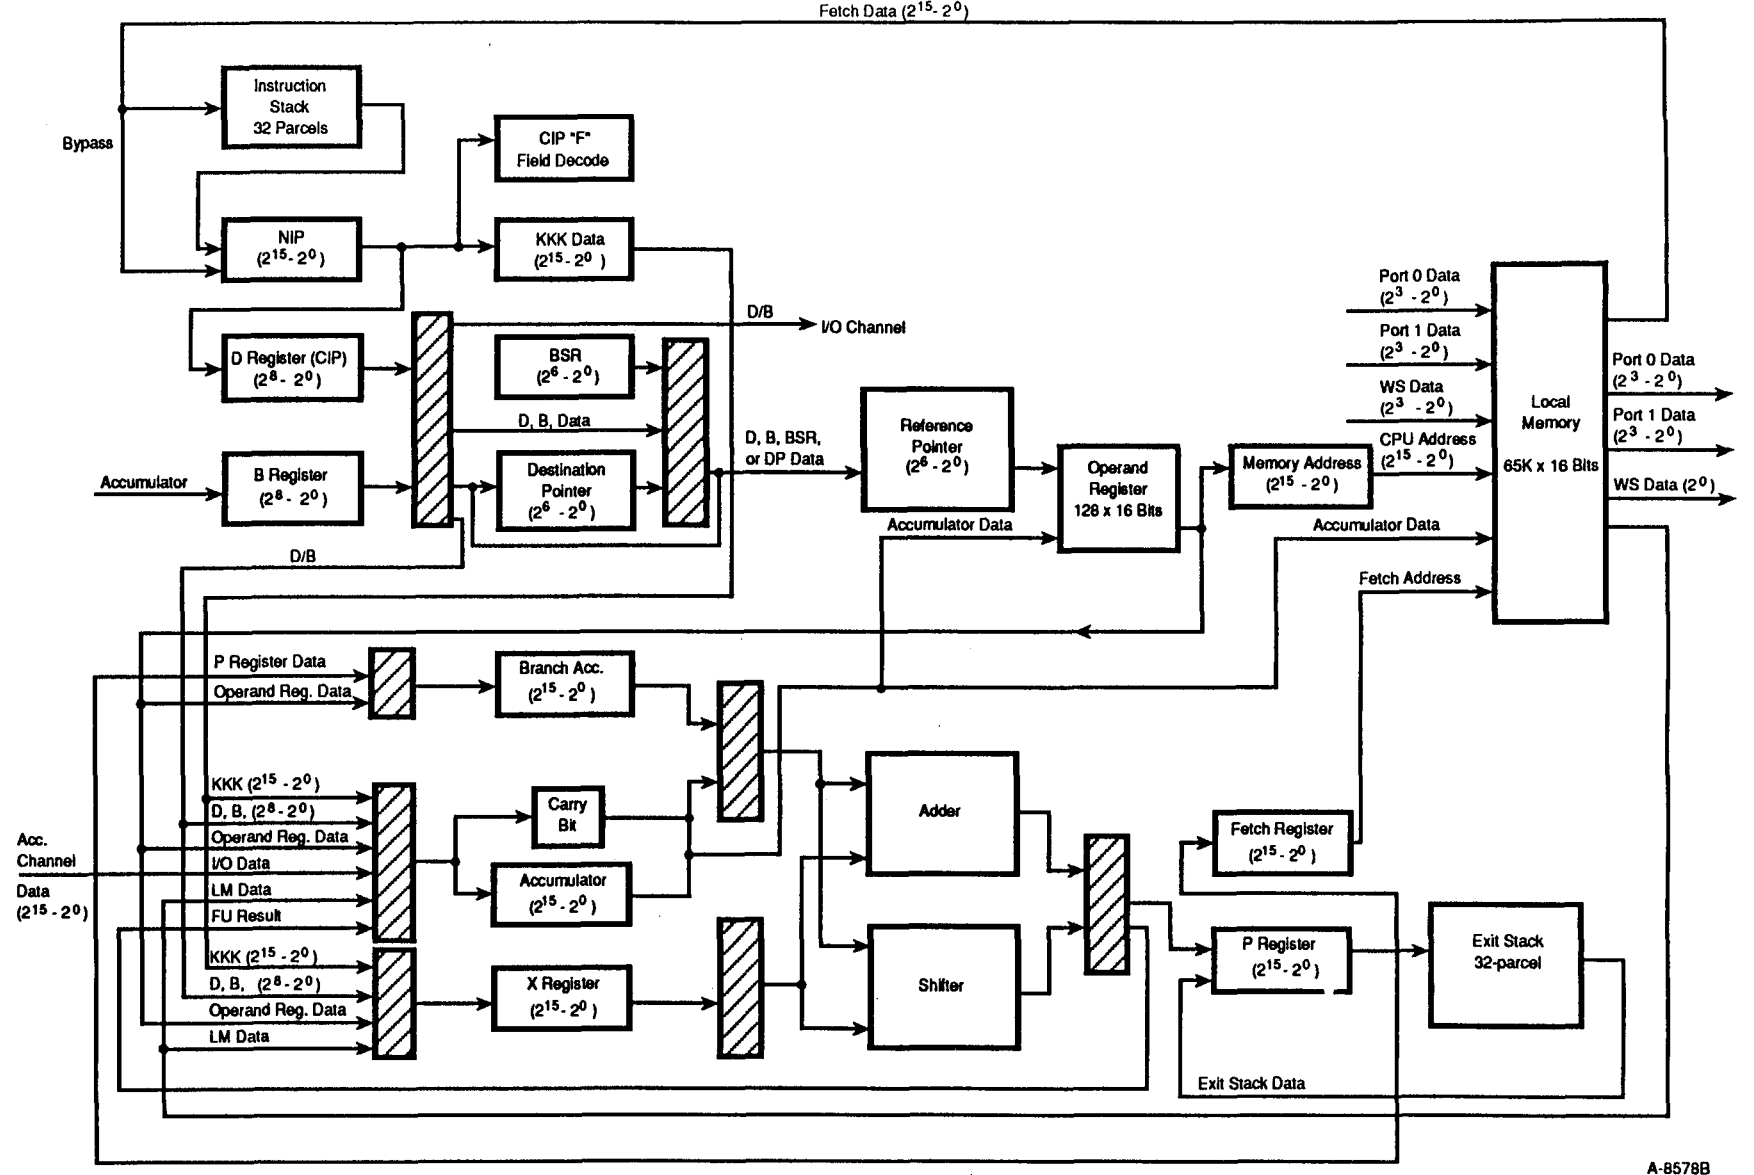 Fetch Data (2¹⁵- 2⁰)
Instruction
Stack
32 Parcels
Bypass
CIP "F"
Field Decode
NIP
(2¹⁵- 2⁰)
KKK Data
(2¹⁵- 2⁰)
D/B
I/O Channel
D Register (CIP)
(2⁸- 2⁰)
BSR
(2⁶ - 2⁰)
D, B, Data
Accumulator
B Register
(2⁸ - 2⁰)
Destination
Pointer
(2⁶ - 2⁰)
D, B, BSR,
or DP Data
Reference
Pointer
(2⁶ - 2⁰)
Operand
Register
128 x 16 Bits
Accumulator Data
Memory Address
(2¹⁵ - 2⁰)
Port 0 Data
(2³ - 2⁰)
Port 1 Data
(2³ - 2⁰)
WS Data
(2³ - 2⁰)
CPU Address
(2¹⁵ - 2⁰)
Accumulator Data
Fetch Address
Local
Memory
65K x 16 Bits
Port 0 Data
(2³ - 2⁰)
Port 1 Data
(2³ - 2⁰)
WS Data (2⁰)
D/B
P Register Data
Operand Reg. Data
Branch Acc.
(2¹⁵ - 2⁰)
KKK (2¹⁵ - 2⁰)
D, B, (2⁸ - 2⁰)
Operand Reg. Data
I/O Data
LM Data
FU Result
Acc.
Channel
Data
(2¹⁵ - 2⁰)
Carry
Bit
Accumulator
(2¹⁵ - 2⁰)
KKK (2¹⁵ - 2⁰)
D, B, (2⁸ - 2⁰)
Operand Reg. Data
LM Data
X Register
(2¹⁵ - 2⁰)
Adder
Shifter
Fetch Register
(2¹⁵ - 2⁰)
P Register
(2¹⁵ - 2⁰)
Exit Stack
32-parcel
Exit Stack Data
A-8578B